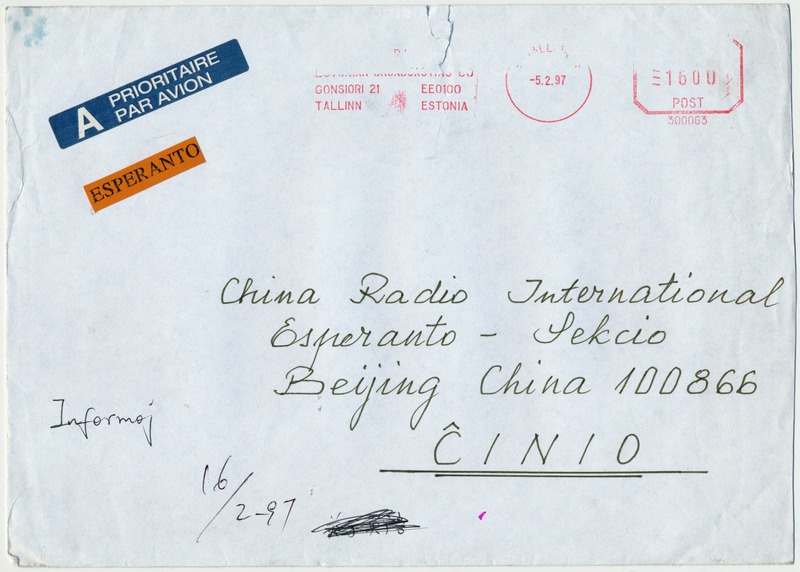 A PRIORITAIRE
PAR AVION
ESPERANTO
GONSIORI 21 EE0100
TALLINN ESTONIA
-5.2.97
1600
POST
300063
China Radio International
Esperanto - Sekcio
Beijing China 100866
ĈINIO
Informoj
16/2-97